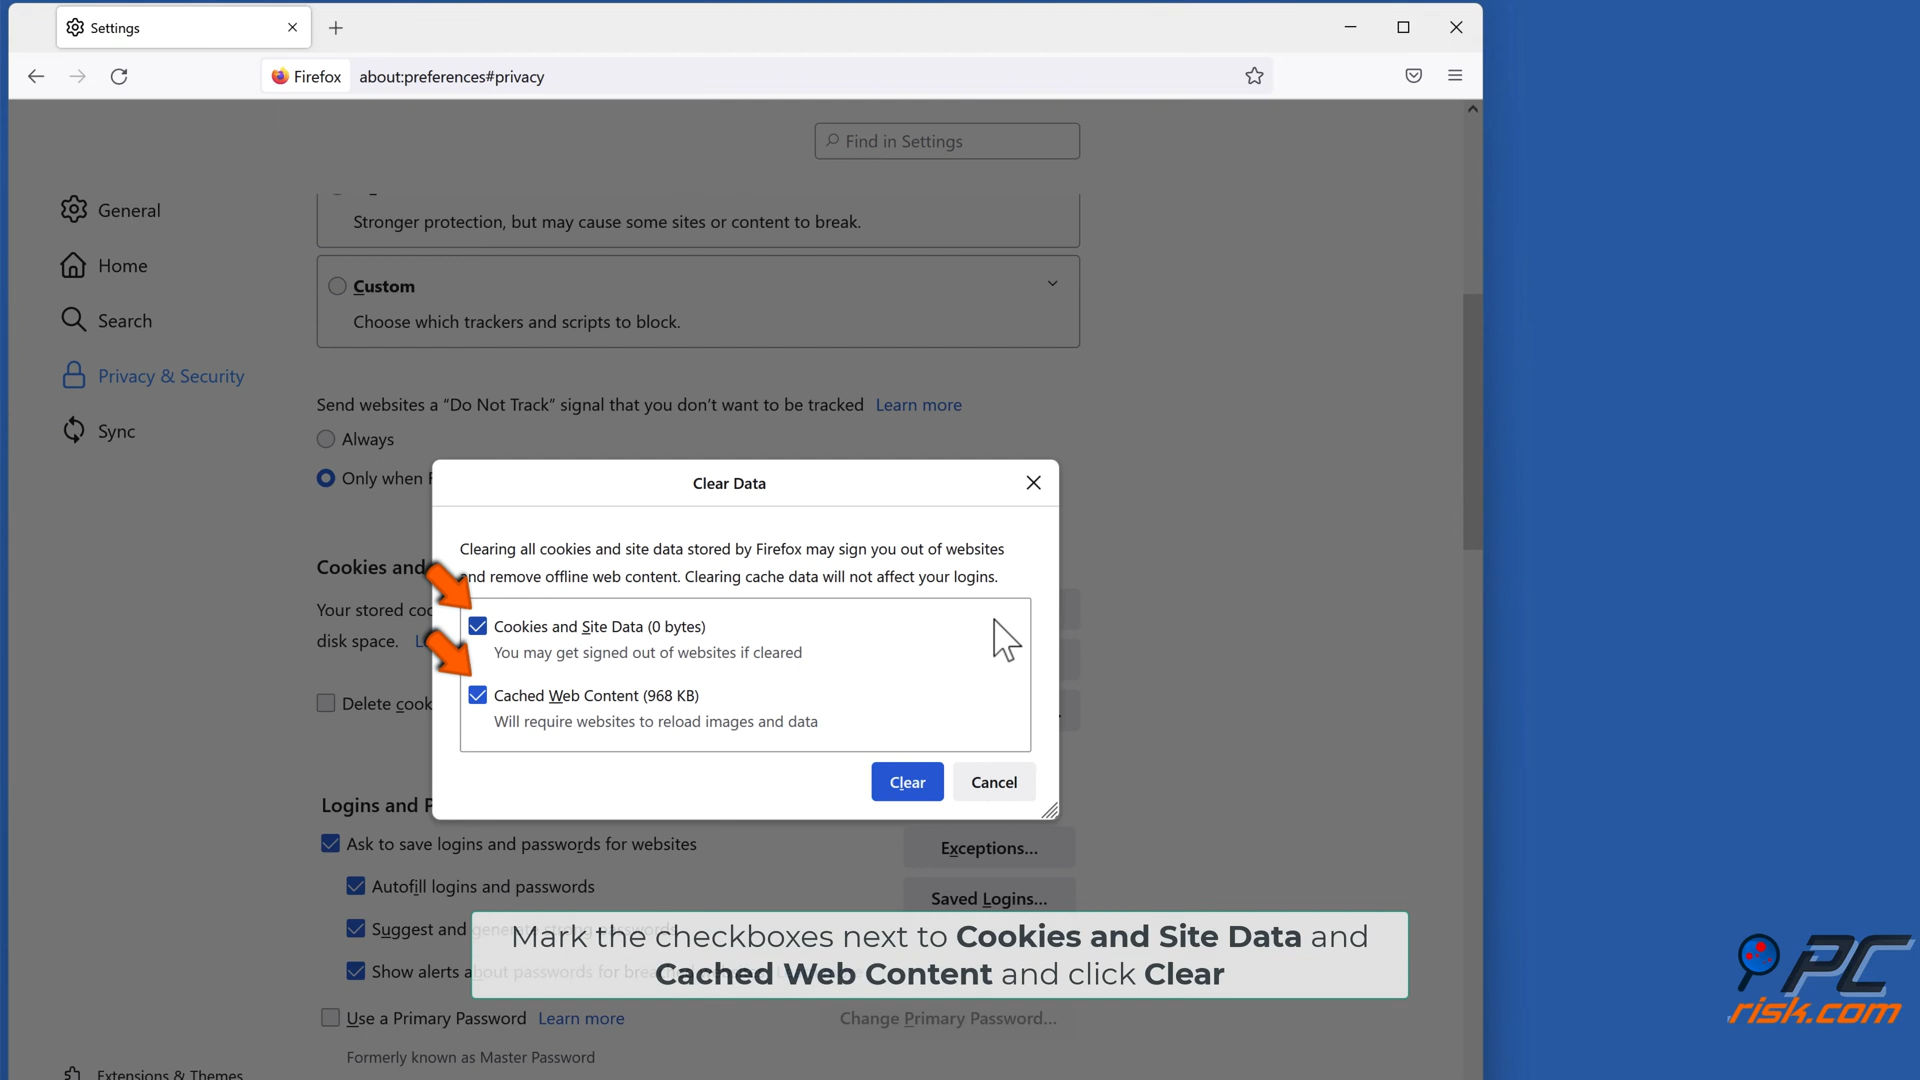 Settings
Firefox about:preferences#privacy
Find in Settings
General
Home
Search
Privacy & Security
Sync
Extensions & Themes
Stronger protection, but may cause some sites or content to break.
Custom
Choose which trackers and scripts to block.
Send websites a “Do Not Track” signal that you don’t want to be tracked Learn more
Always
Only when
Cookies and
Your stored
disk space.
Delete
Clear Data
Clearing all cookies and site data stored by Firefox may sign you out of websites
and remove offline web content. Clearing cache data will not affect your logins.
Cookies and Site Data (0 bytes)
You may get signed out of websites if cleared
Cached Web Content (968 KB)
Will require websites to reload images and data
Clear Cancel
Logins and
Ask to save logins and passwords for websites Exceptions...
Autofill logins and passwords Saved Logins...
Suggest and generate strong passwords
Show alerts about passwords for
Mark the checkboxes next to Cookies and Site Data and
Cached Web Content and click Clear
Use a Primary Password Learn more Change Primary Password...
Formerly known as Master Password
PC
risk.com